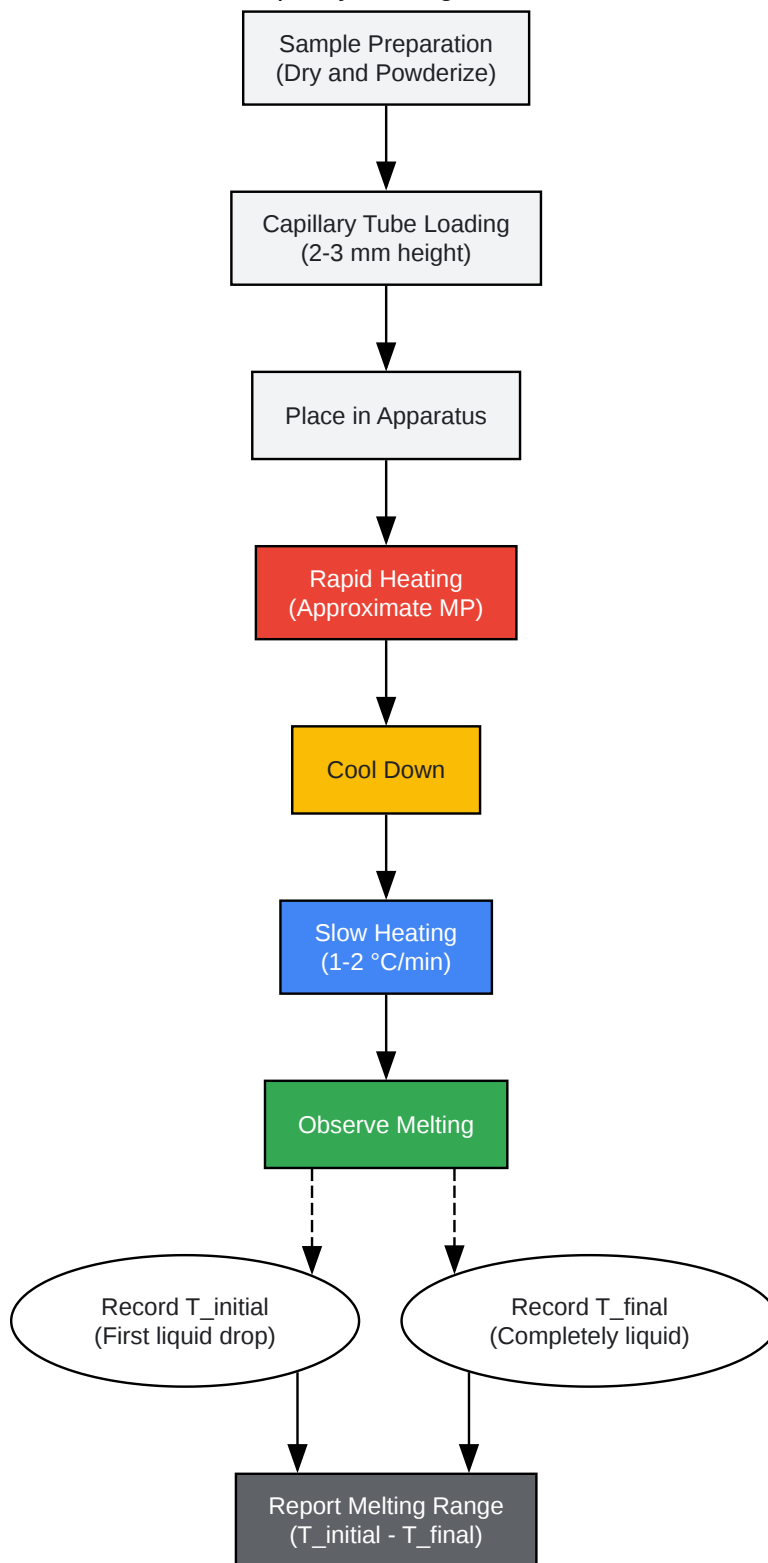 Sample Preparation
(Dry and Powderize)
Capillary Tube Loading
(2-3 mm height)
Place in Apparatus
Rapid Heating
(Approximate MP)
Cool Down
Slow Heating
(1-2 °C/min)
Observe Melting
Record T_initial
(First liquid drop)
Record T_final
(Completely liquid)
Report Melting Range
(T_initial - T_final)